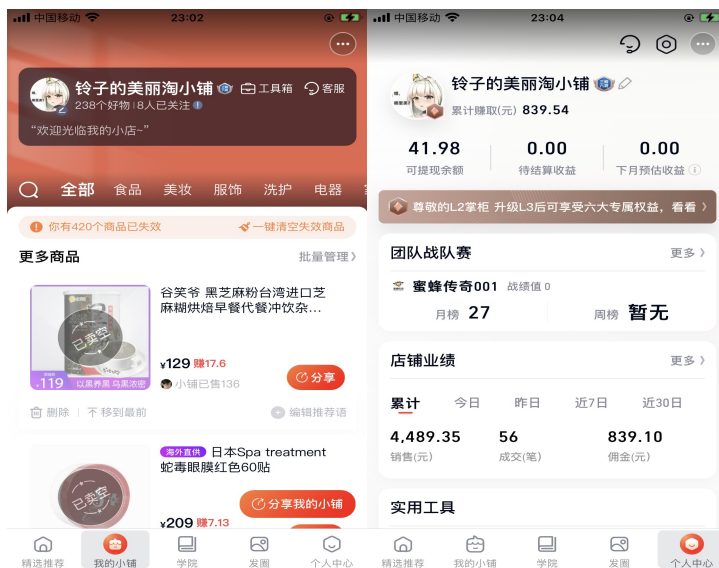 中国移动
23:02
铃子的美丽淘小铺
工具箱
客服
238个好物|8人已关注
“欢迎光临我的小店~”
全部 食品 美妆 服饰 洗护 电器
你有420个商品已失效
一键清空失效商品
更多商品
批量管理
已卖空
119
以黑养黑 乌黑浓密
谷笑爷 黑芝麻粉台湾进口芝
麻糊烘焙早餐代餐冲饮杂...
¥129 赚17.6
小铺已售136
分享
删除
移到最前
编辑推荐语
已卖空
海外直供 日本Spa treatment
蛇毒眼膜红色60贴
¥209 赚7.13
分享我的小铺
精选推荐 我的小铺 学院 发圈 个人中心
中国移动
23:04
铃子的美丽淘小铺
累计赚取(元) 839.54
41.98 0.00 0.00
可提现余额 待结算收益 下月预估收益
尊敬的L2掌柜 升级L3后可享受六大专属权益，看看
团队战队赛
更多
蜜蜂传奇001 战绩值 0
月榜 27
周榜 暂无
店铺业绩
更多
累计 今日 昨日 近7日 近30日
4,489.35 56 839.10
销售(元) 成交(笔) 佣金(元)
实用工具
精选推荐 我的小铺 学院 发圈 个人中心